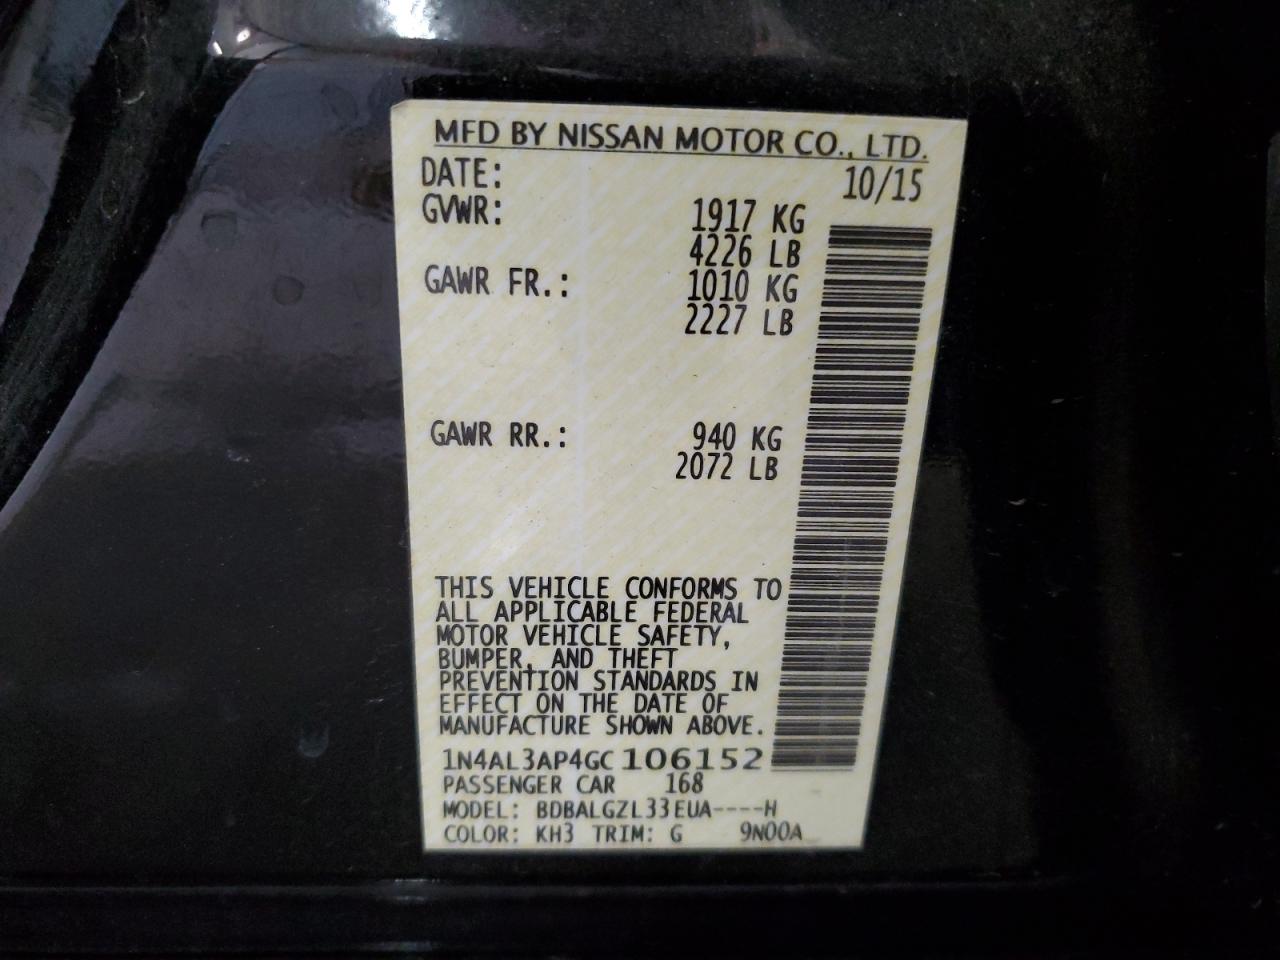 MFD BY NISSAN MOTOR CO., LTD.
DATE: 10/15
GVWR: 1917 KG
4226 LB
GAWR FR.: 1010 KG
2227 LB
GAWR RR.: 940 KG
2072 LB
THIS VEHICLE CONFORMS TO
ALL APPLICABLE FEDERAL
MOTOR VEHICLE SAFETY,
BUMPER, AND THEFT
PREVENTION STANDARDS IN
EFFECT ON THE DATE OF
MANUFACTURE SHOWN ABOVE.
1N4AL3AP4GC106152
PASSENGER CAR 168
MODEL: BDBALGZL33EUA----H
COLOR: KH3 TRIM: G 9N00A